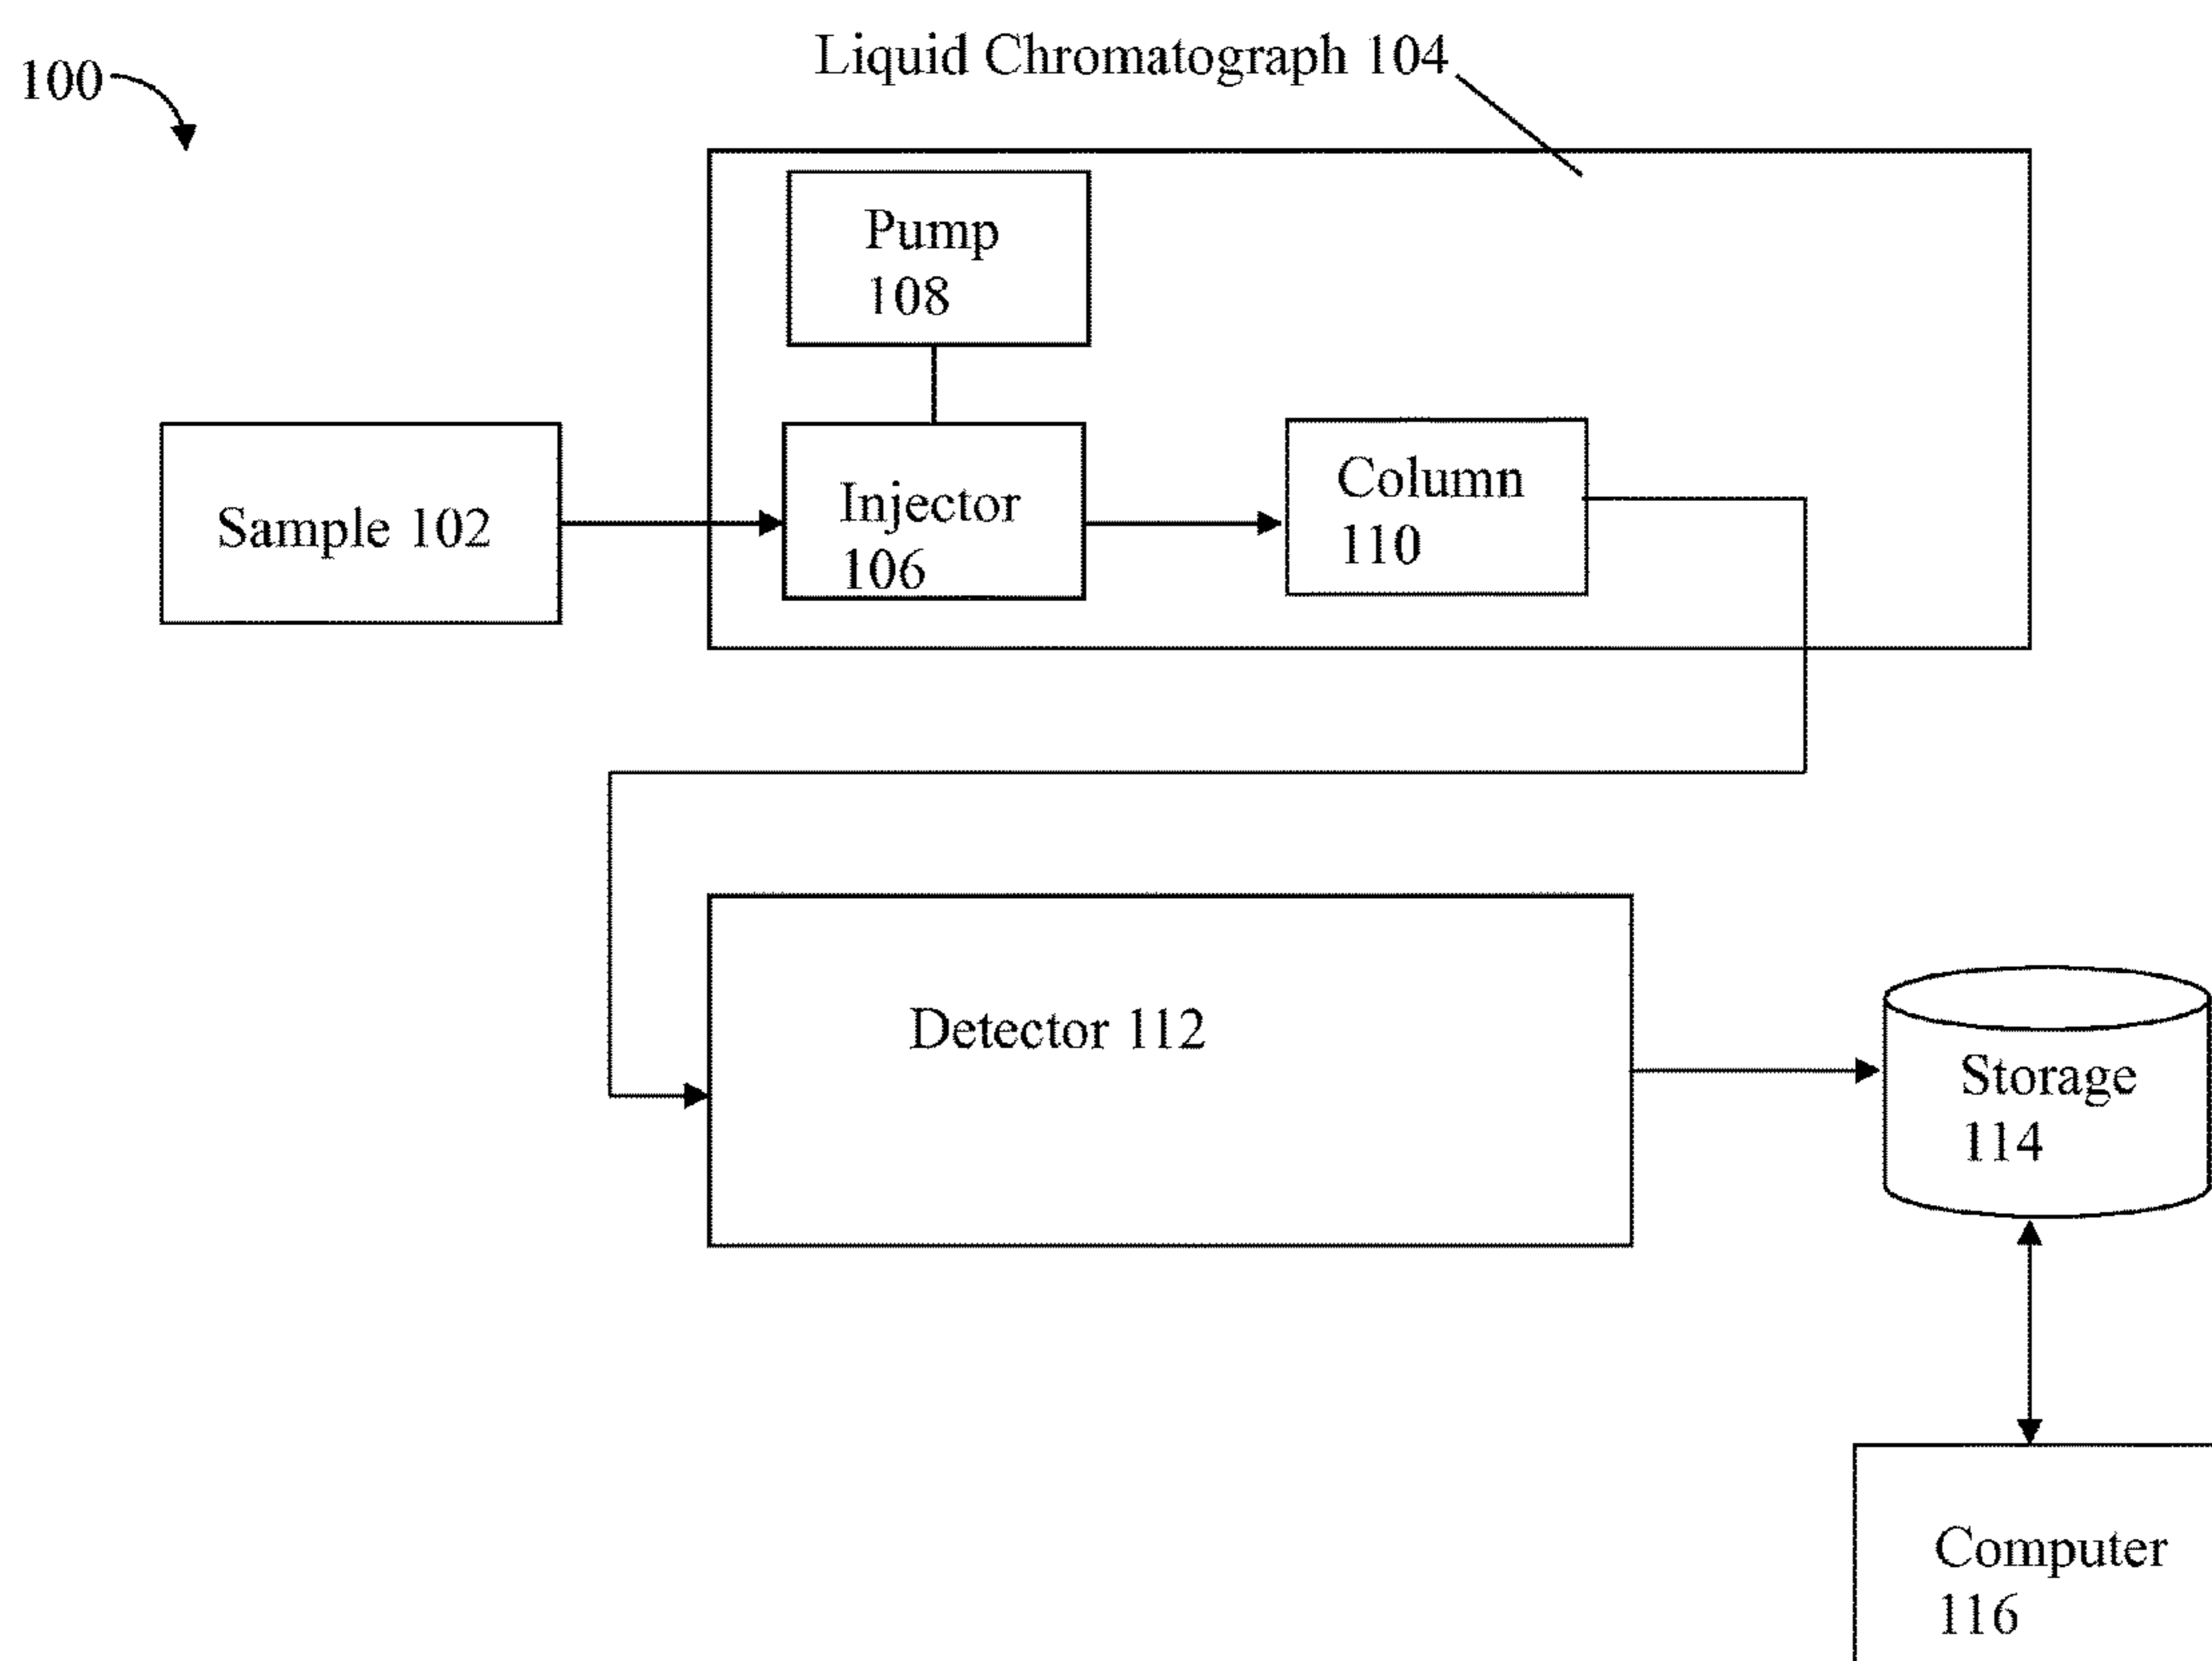 100
Liquid Chromatograph 104
Pump
108
Sample 102
Injector
106
Column
110
Detector 112
Storage
114
Computer
116